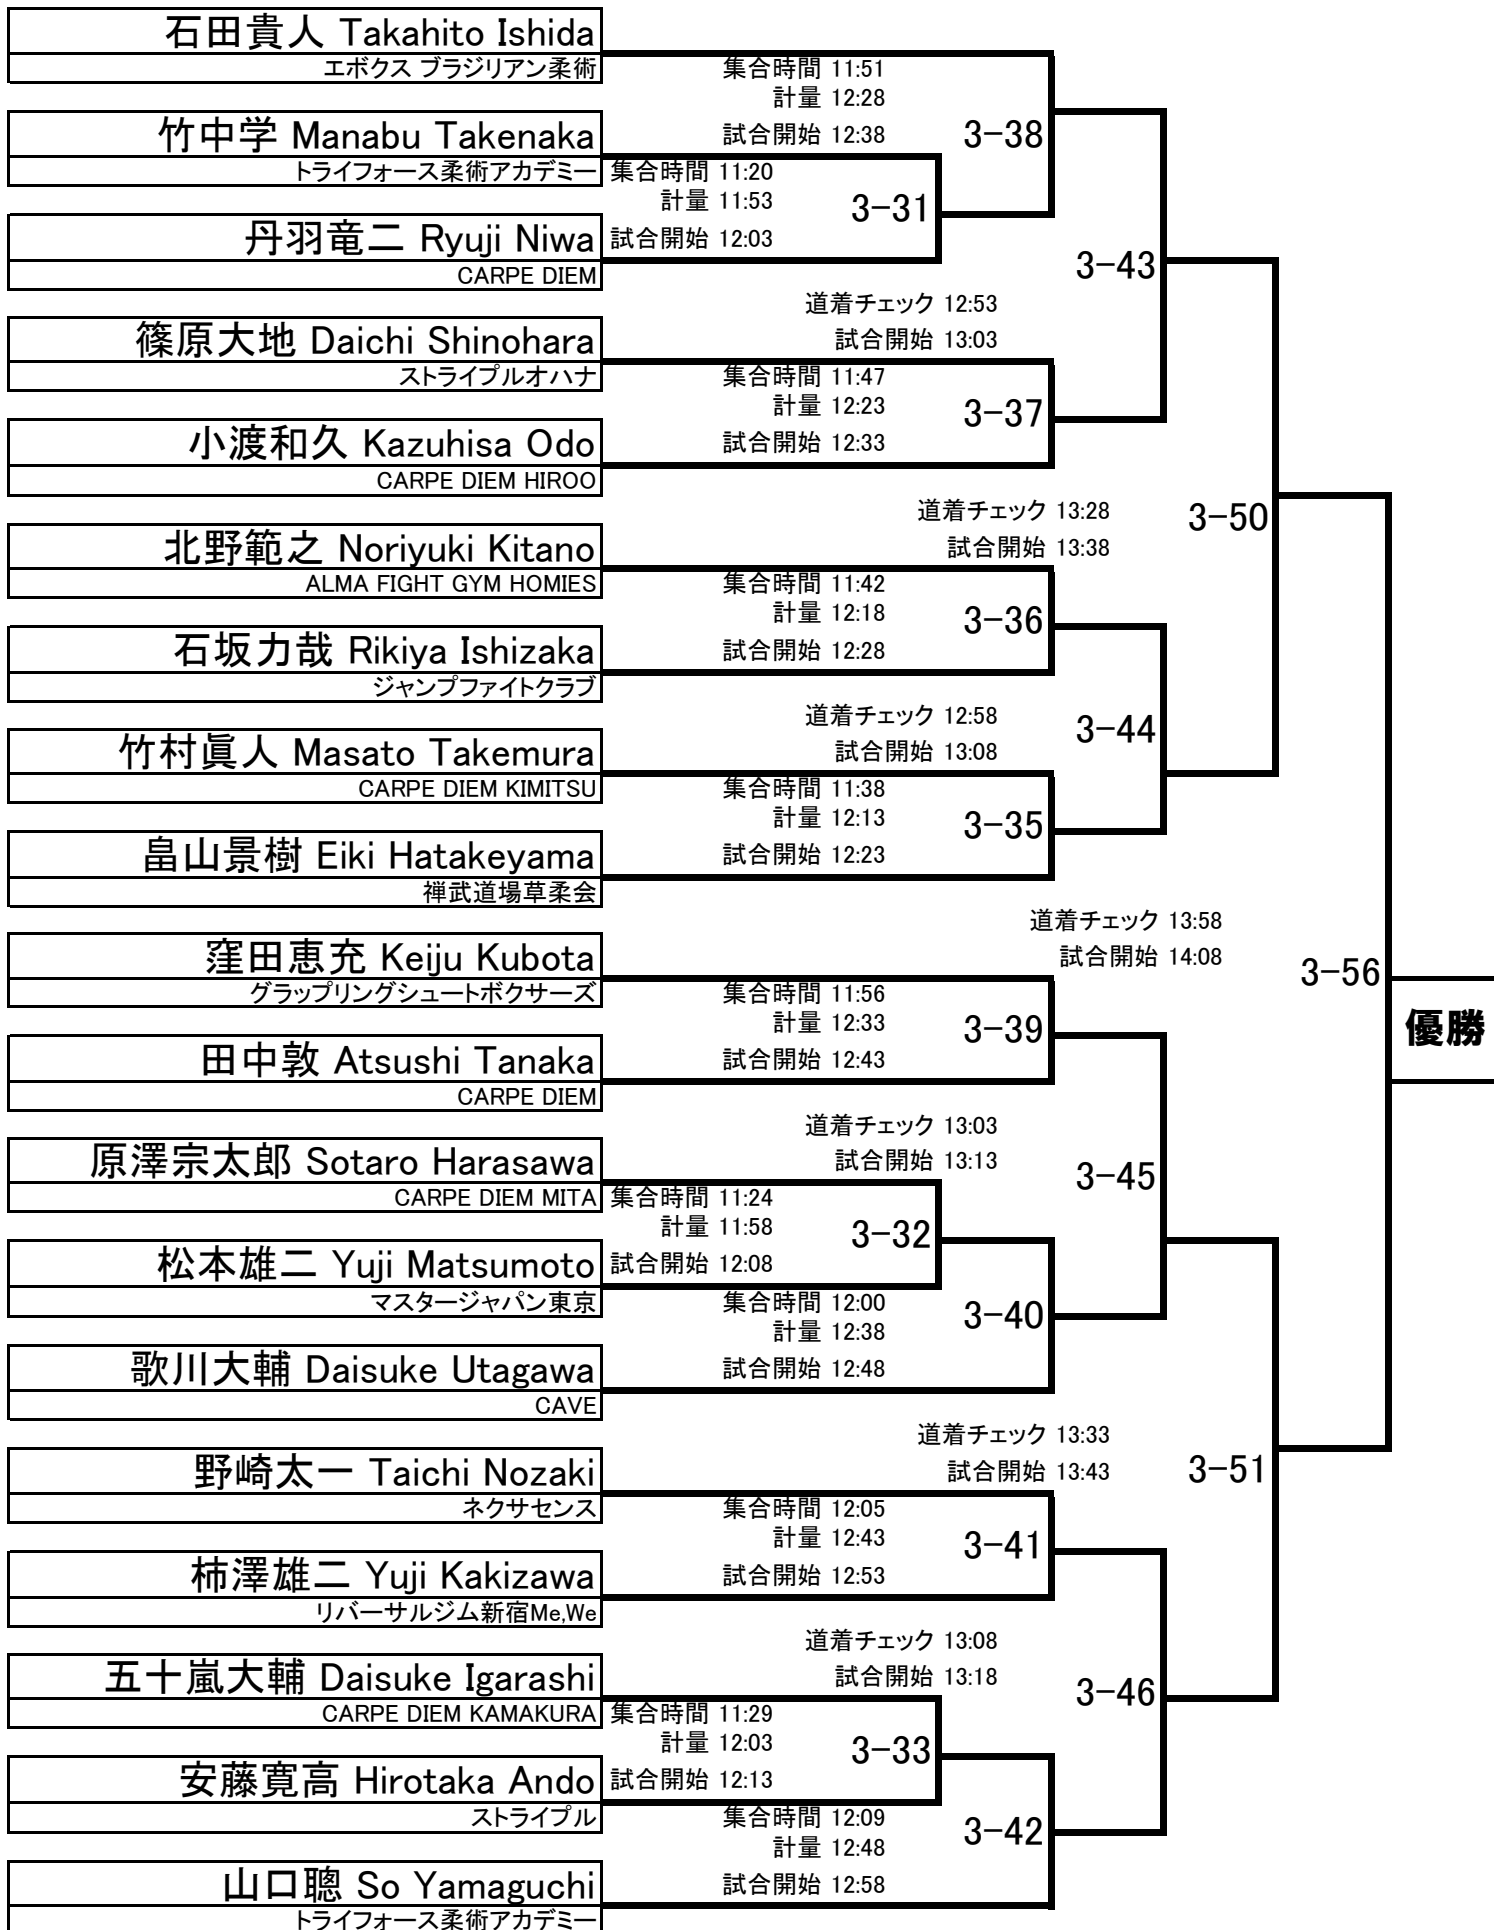 石田貴人 Takahito Ishida
エボクス ブラジリアン柔術
集合時間 11:51
計量 12:28
試合開始 12:38
3-38
竹中学 Manabu Takenaka
トライフォース柔術アカデミー
集合時間 11:20
計量 11:53
試合開始 12:03
3-31
丹羽竜二 Ryuji Niwa
CARPE DIEM
3-43
道着チェック 12:53
試合開始 13:03
篠原大地 Daichi Shinohara
ストライプルオハナ
集合時間 11:47
計量 12:23
試合開始 12:33
3-37
小渡和久 Kazuhisa Odo
CARPE DIEM HIROO
道着チェック 13:28
試合開始 13:38
3-50
北野範之 Noriyuki Kitano
ALMA FIGHT GYM HOMIES
集合時間 11:42
計量 12:18
試合開始 12:28
3-36
石坂力哉 Rikiya Ishizaka
ジャンプファイトクラブ
道着チェック 12:58
試合開始 13:08
3-44
竹村眞人 Masato Takemura
CARPE DIEM KIMITSU
集合時間 11:38
計量 12:13
試合開始 12:23
3-35
畠山景樹 Eiki Hatakeyama
禅武道場草柔会
道着チェック 13:58
試合開始 14:08
3-56
優勝
窪田恵充 Keiju Kubota
グラップリングシュートボクサーズ
集合時間 11:56
計量 12:33
試合開始 12:43
3-39
田中敦 Atsushi Tanaka
CARPE DIEM
道着チェック 13:03
試合開始 13:13
3-45
原澤宗太郎 Sotaro Harasawa
CARPE DIEM MITA
集合時間 11:24
計量 11:58
試合開始 12:08
3-32
松本雄二 Yuji Matsumoto
マスタージャパン東京
集合時間 12:00
計量 12:38
試合開始 12:48
3-40
歌川大輔 Daisuke Utagawa
CAVE
道着チェック 13:33
試合開始 13:43
3-51
野崎太一 Taichi Nozaki
ネクサセンス
集合時間 12:05
計量 12:43
試合開始 12:53
3-41
柿澤雄二 Yuji Kakizawa
リバーサルジム新宿Me,We
道着チェック 13:08
試合開始 13:18
3-46
五十嵐大輔 Daisuke Igarashi
CARPE DIEM KAMAKURA
集合時間 11:29
計量 12:03
試合開始 12:13
3-33
安藤寛高 Hirotaka Ando
ストライプル
集合時間 12:09
計量 12:48
試合開始 12:58
3-42
山口聰 So Yamaguchi
トライフォース柔術アカデミー